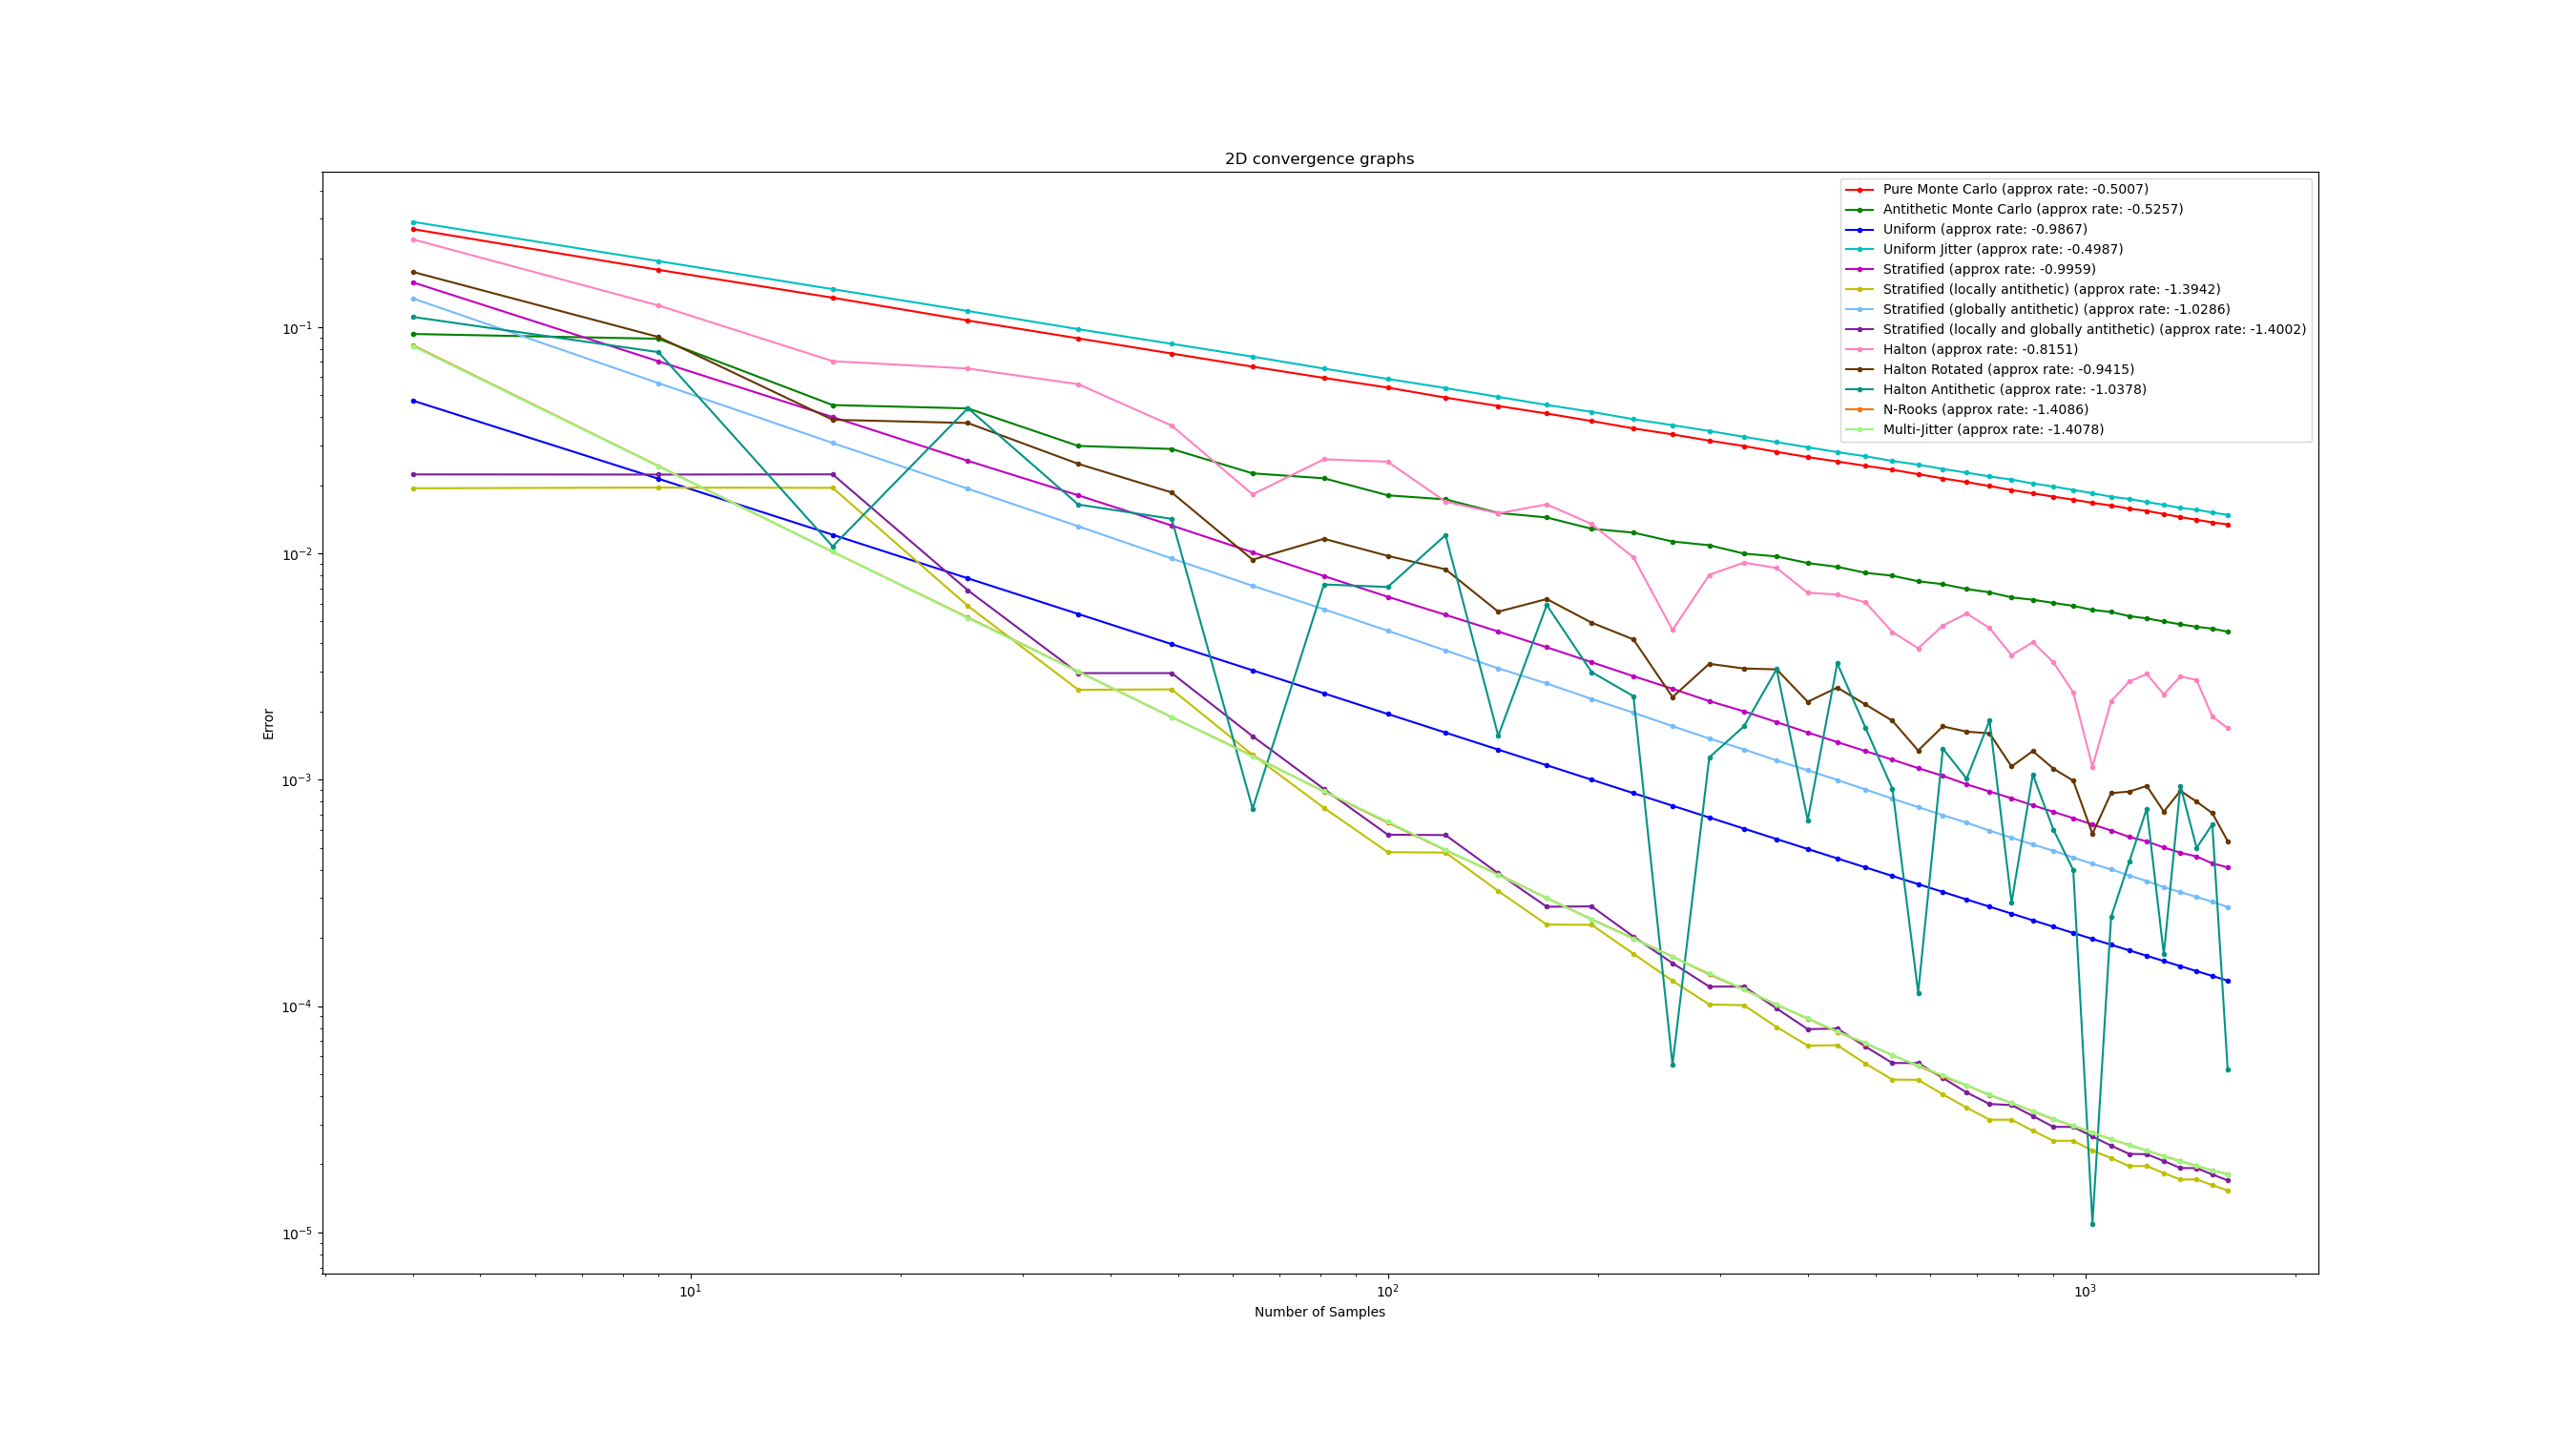 2D convergence graphs
Pure Monte Carlo (approx rate: -0.5007)
Antithetic Monte Carlo (approx rate: -0.5257)
Uniform (approx rate: -0.9867)
Uniform Jitter (approx rate: -0.4987)
Stratified (approx rate: -0.9959)
Stratified (locally antithetic) (approx rate: -1.3942)
Stratified (globally antithetic) (approx rate: -1.0286)
Stratified (locally and globally antithetic) (approx rate: -1.4002)
Halton (approx rate: -0.8151)
Halton Rotated (approx rate: -0.9415)
Halton Antithetic (approx rate: -1.0378)
N-Rooks (approx rate: -1.4086)
Multi-Jitter (approx rate: -1.4078)
Error
10⁻¹
10⁻²
10⁻³
10⁻⁴
10⁻⁵
10¹ 10² 10³
Number of Samples